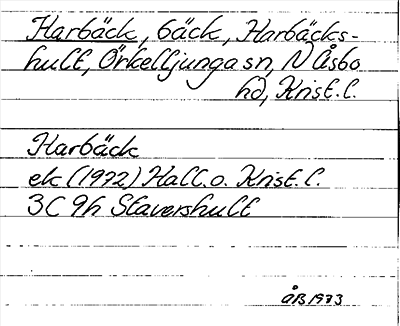 Harbäck, bäck, Harbäcks-
hult, Örkelljunga sn, N Åsbo
hd, Krist. l.
Harbäck
ek (1972) Hall. o. Krist. l.
3C 9h Stavershult
ÅB 1973